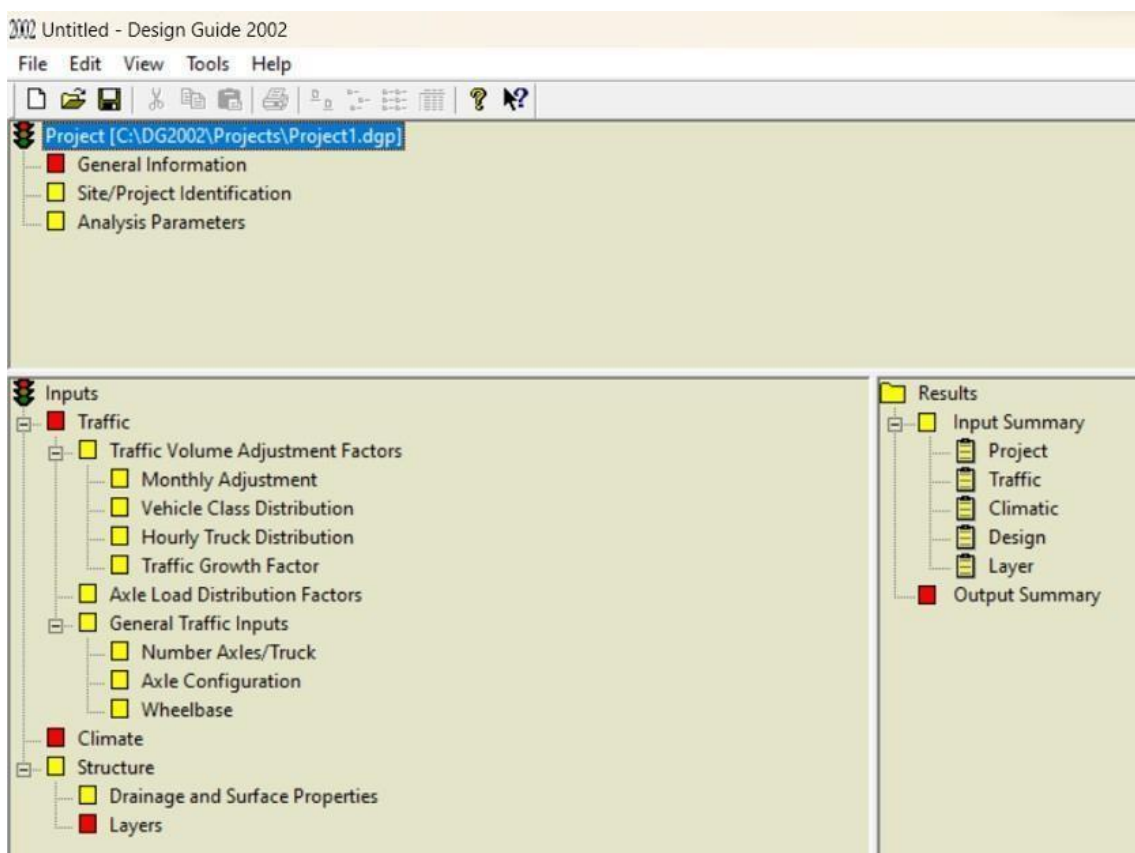 2002 Untitled - Design Guide 2002
File Edit View Tools Help
Project [C:\DG2002\Projects\Project1.dgp]
General Information
Site/Project Identification
Analysis Parameters
Inputs
Traffic
Traffic Volume Adjustment Factors
Monthly Adjustment
Vehicle Class Distribution
Hourly Truck Distribution
Traffic Growth Factor
Axle Load Distribution Factors
General Traffic Inputs
Number Axles/Truck
Axle Configuration
Wheelbase
Climate
Structure
Drainage and Surface Properties
Layers
Results
Input Summary
Project
Traffic
Climatic
Design
Layer
Output Summary